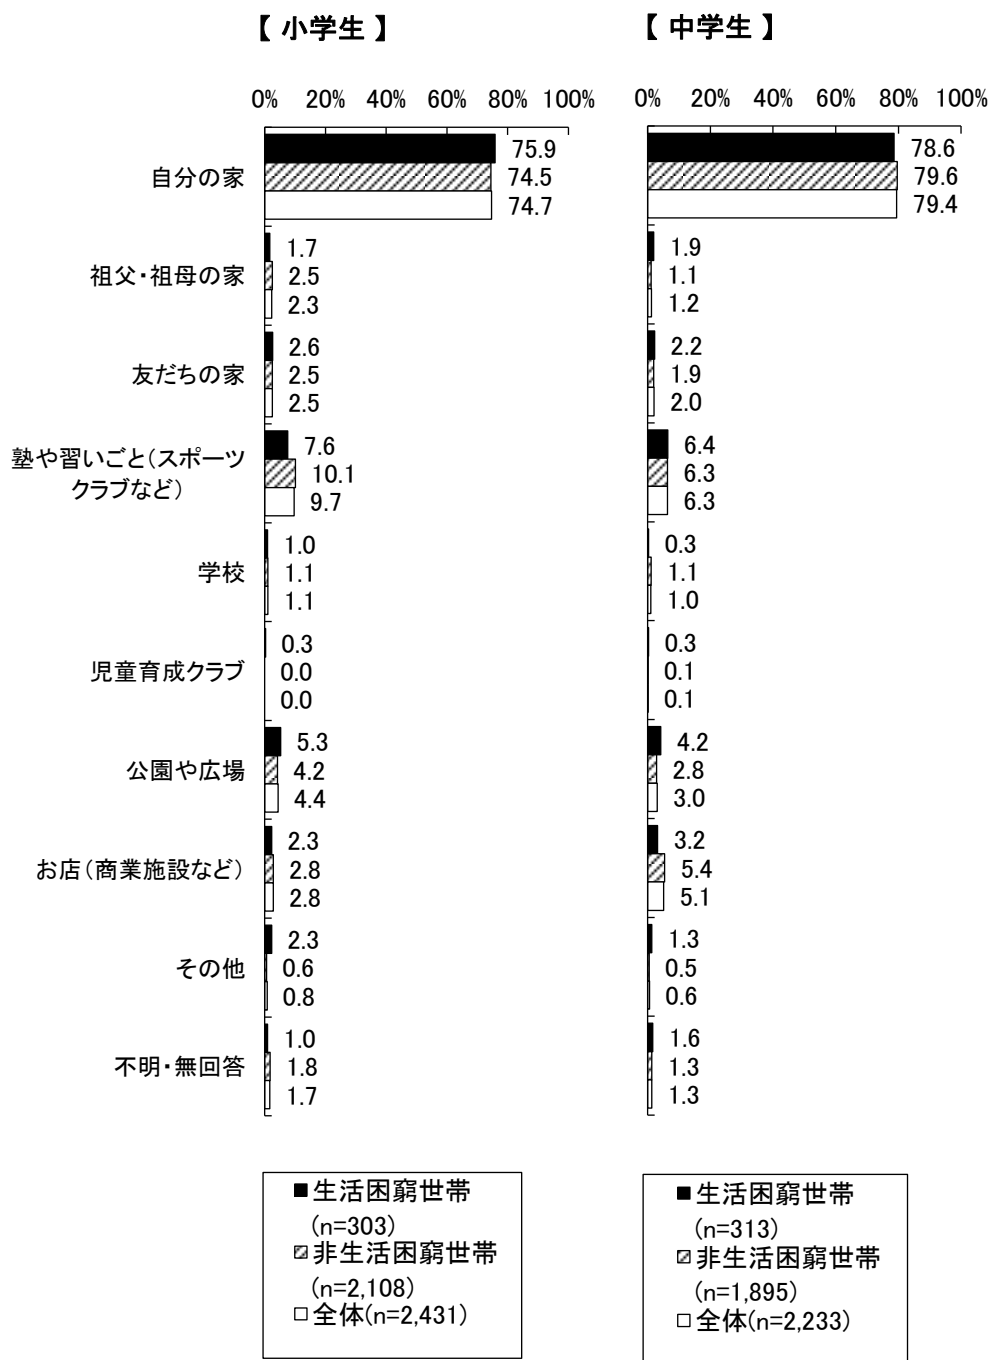 【 小学生 】
【 中学生 】
0% 20% 40% 60% 80% 100%
0% 20% 40% 60% 80% 100%
自分の家
75.9
74.5
74.7
78.6
79.6
79.4
祖父・祖母の家
1.7
2.5
2.3
1.9
1.1
1.2
友だちの家
2.6
2.5
2.5
2.2
1.9
2.0
塾や習いごと(スポーツ
クラブなど)
7.6
10.1
9.7
6.4
6.3
6.3
学校
1.0
1.1
1.1
0.3
1.1
1.0
児童育成クラブ
0.3
0.0
0.0
0.3
0.1
0.1
公園や広場
5.3
4.2
4.4
4.2
2.8
3.0
お店(商業施設など)
2.3
2.8
2.8
3.2
5.4
5.1
その他
2.3
0.6
0.8
1.3
0.5
0.6
不明・無回答
1.0
1.8
1.7
1.6
1.3
1.3
生活困窮世帯
(n=303)
非生活困窮世帯
(n=2,108)
全体(n=2,431)
生活困窮世帯
(n=313)
非生活困窮世帯
(n=1,895)
全体(n=2,233)